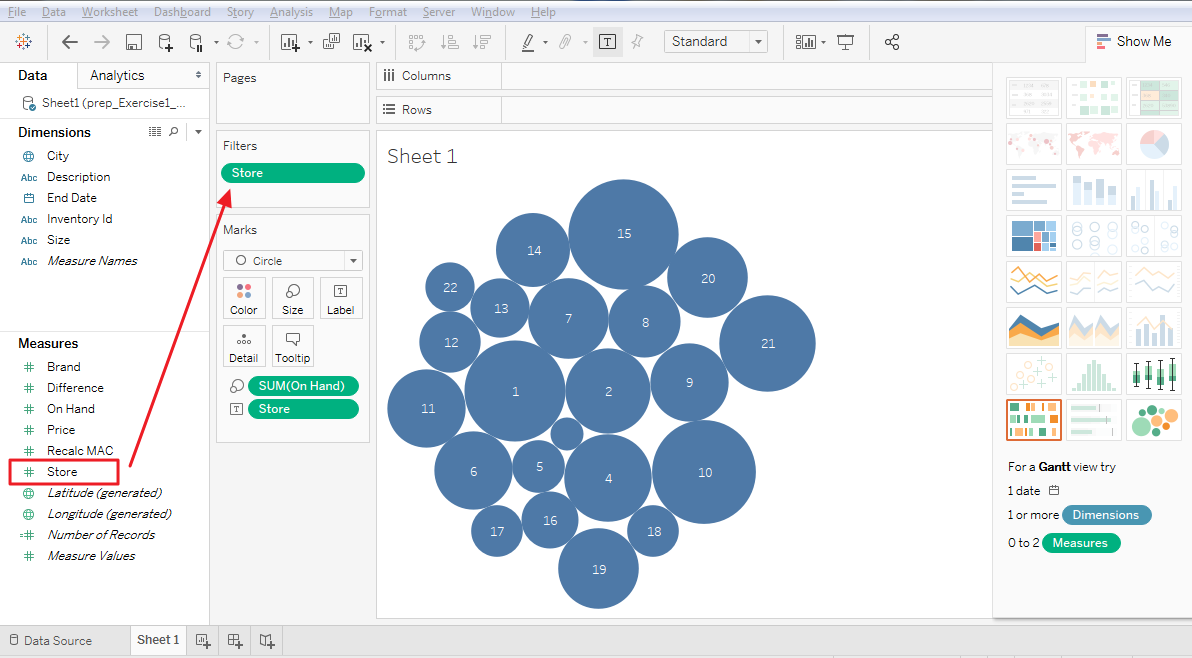 File Data Worksheet Dashboard Story Analysis Map Format Server Window Help
Standard
Show Me
Data Analytics
Sheet1 (prep_Exercise1_...
Dimensions
City
Abc Description
End Date
Abc Inventory Id
Abc Size
Abc Measure Names
Measures
Brand
Difference
On Hand
Price
Recalc MAC
Store
Latitude (generated)
Longitude (generated)
Number of Records
Measure Values
Pages
Filters
Store
Marks
Circle
Color Size Label
Detail Tooltip
SUM(On Hand)
Store
Columns
Rows
Sheet 1
15
14
20
22
13
7
8
12
21
1
2
9
11
6
5
4
10
16
17
18
19
For a Gantt view try
1 date
1 or more Dimensions
0 to 2 Measures
Data Source Sheet 1